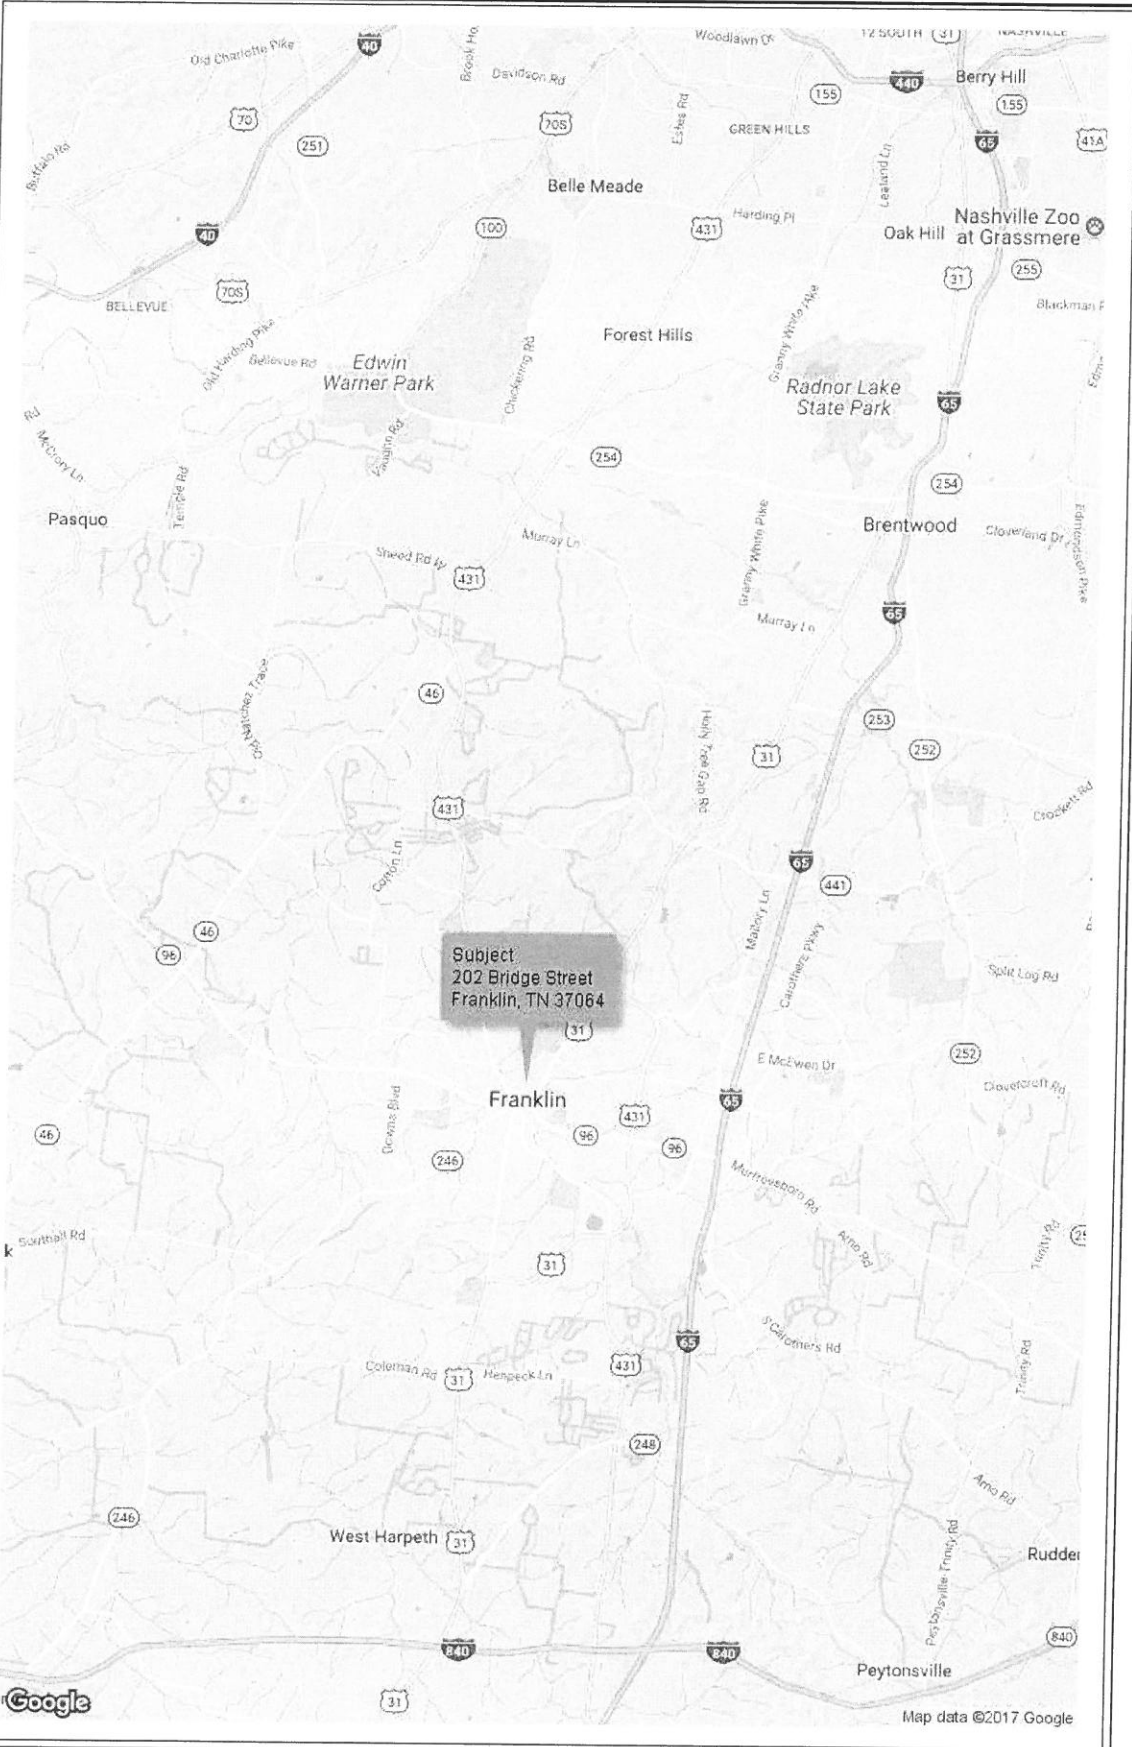 Old Charlotte Pike
40
Brook Ho
Davidson Rd
Woodlawn Dr
12 SOUTH
31
NASHVILLE
440
Berry Hill
155
155
70
251
70S
Estes Rd
GREEN HILLS
65
41A
Buffalo Rd
Belle Meade
Lealand Ln
40
100
431
Harding Pl
Oak Hill
Nashville Zoo
at Grassmere
31
255
70S
BELLEVUE
Blackman
Old Harding Pike
Bellevue Rd
Edwin
Warner Park
Chickering Rd
Forest Hills
Granny White Pike
Radnor Lake
State Park
65
Edmo
Rd
McCrory Ln
Vaughn Rd
254
254
Temple Rd
Pasquo
Murray Ln
Granny White Pike
Brentwood
Cloverland Dr
Edmondson Pike
Sneed Rd W
431
65
Murray Ln
Old Natchez Trace
46
253
Holly Tree Gap Rd
31
252
431
Crockett Rd
Cotton Ln
65
441
Mallory Ln
46
96
Carothers Pkwy
Subject
202 Bridge Street
Franklin, TN 37064
Split Log Rd
31
E McEwen Dr
252
Clovercroft Rd
Franklin
65
Downs Blvd
431
46
96
96
246
Murfreesboro Rd
k
Southall Rd
Arno Rd
Trinity Rd
25
31
65
S Carothers Rd
Coleman Rd
31
Henpeck Ln
431
Trinity Rd
248
Arno Rd
246
West Harpeth
31
Peytonsville-Trinity Rd
Rudder
840
840
840
Peytonsville
31
Google
Map data ©2017 Google